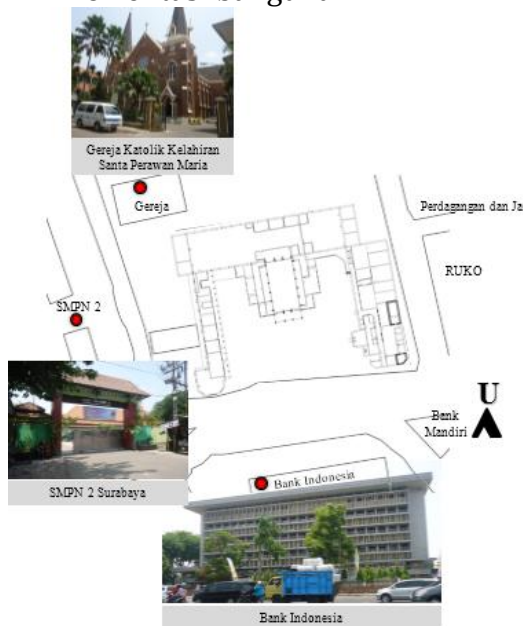 Gereja Katolik Kelahiran
Santa Perawan Maria
Gereja
Perdagangan dan Ja
RUKO
SMPN 2
U
Bank
Mandiri
Bank Indonesia
SMPN 2 Surabaya
Bank Indonesia